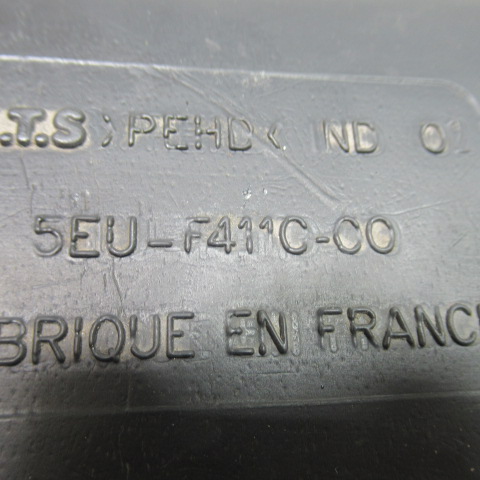 .T.S >PEHD< IND 01
5EU-F411C-CO
BRIQUE EN FRANC